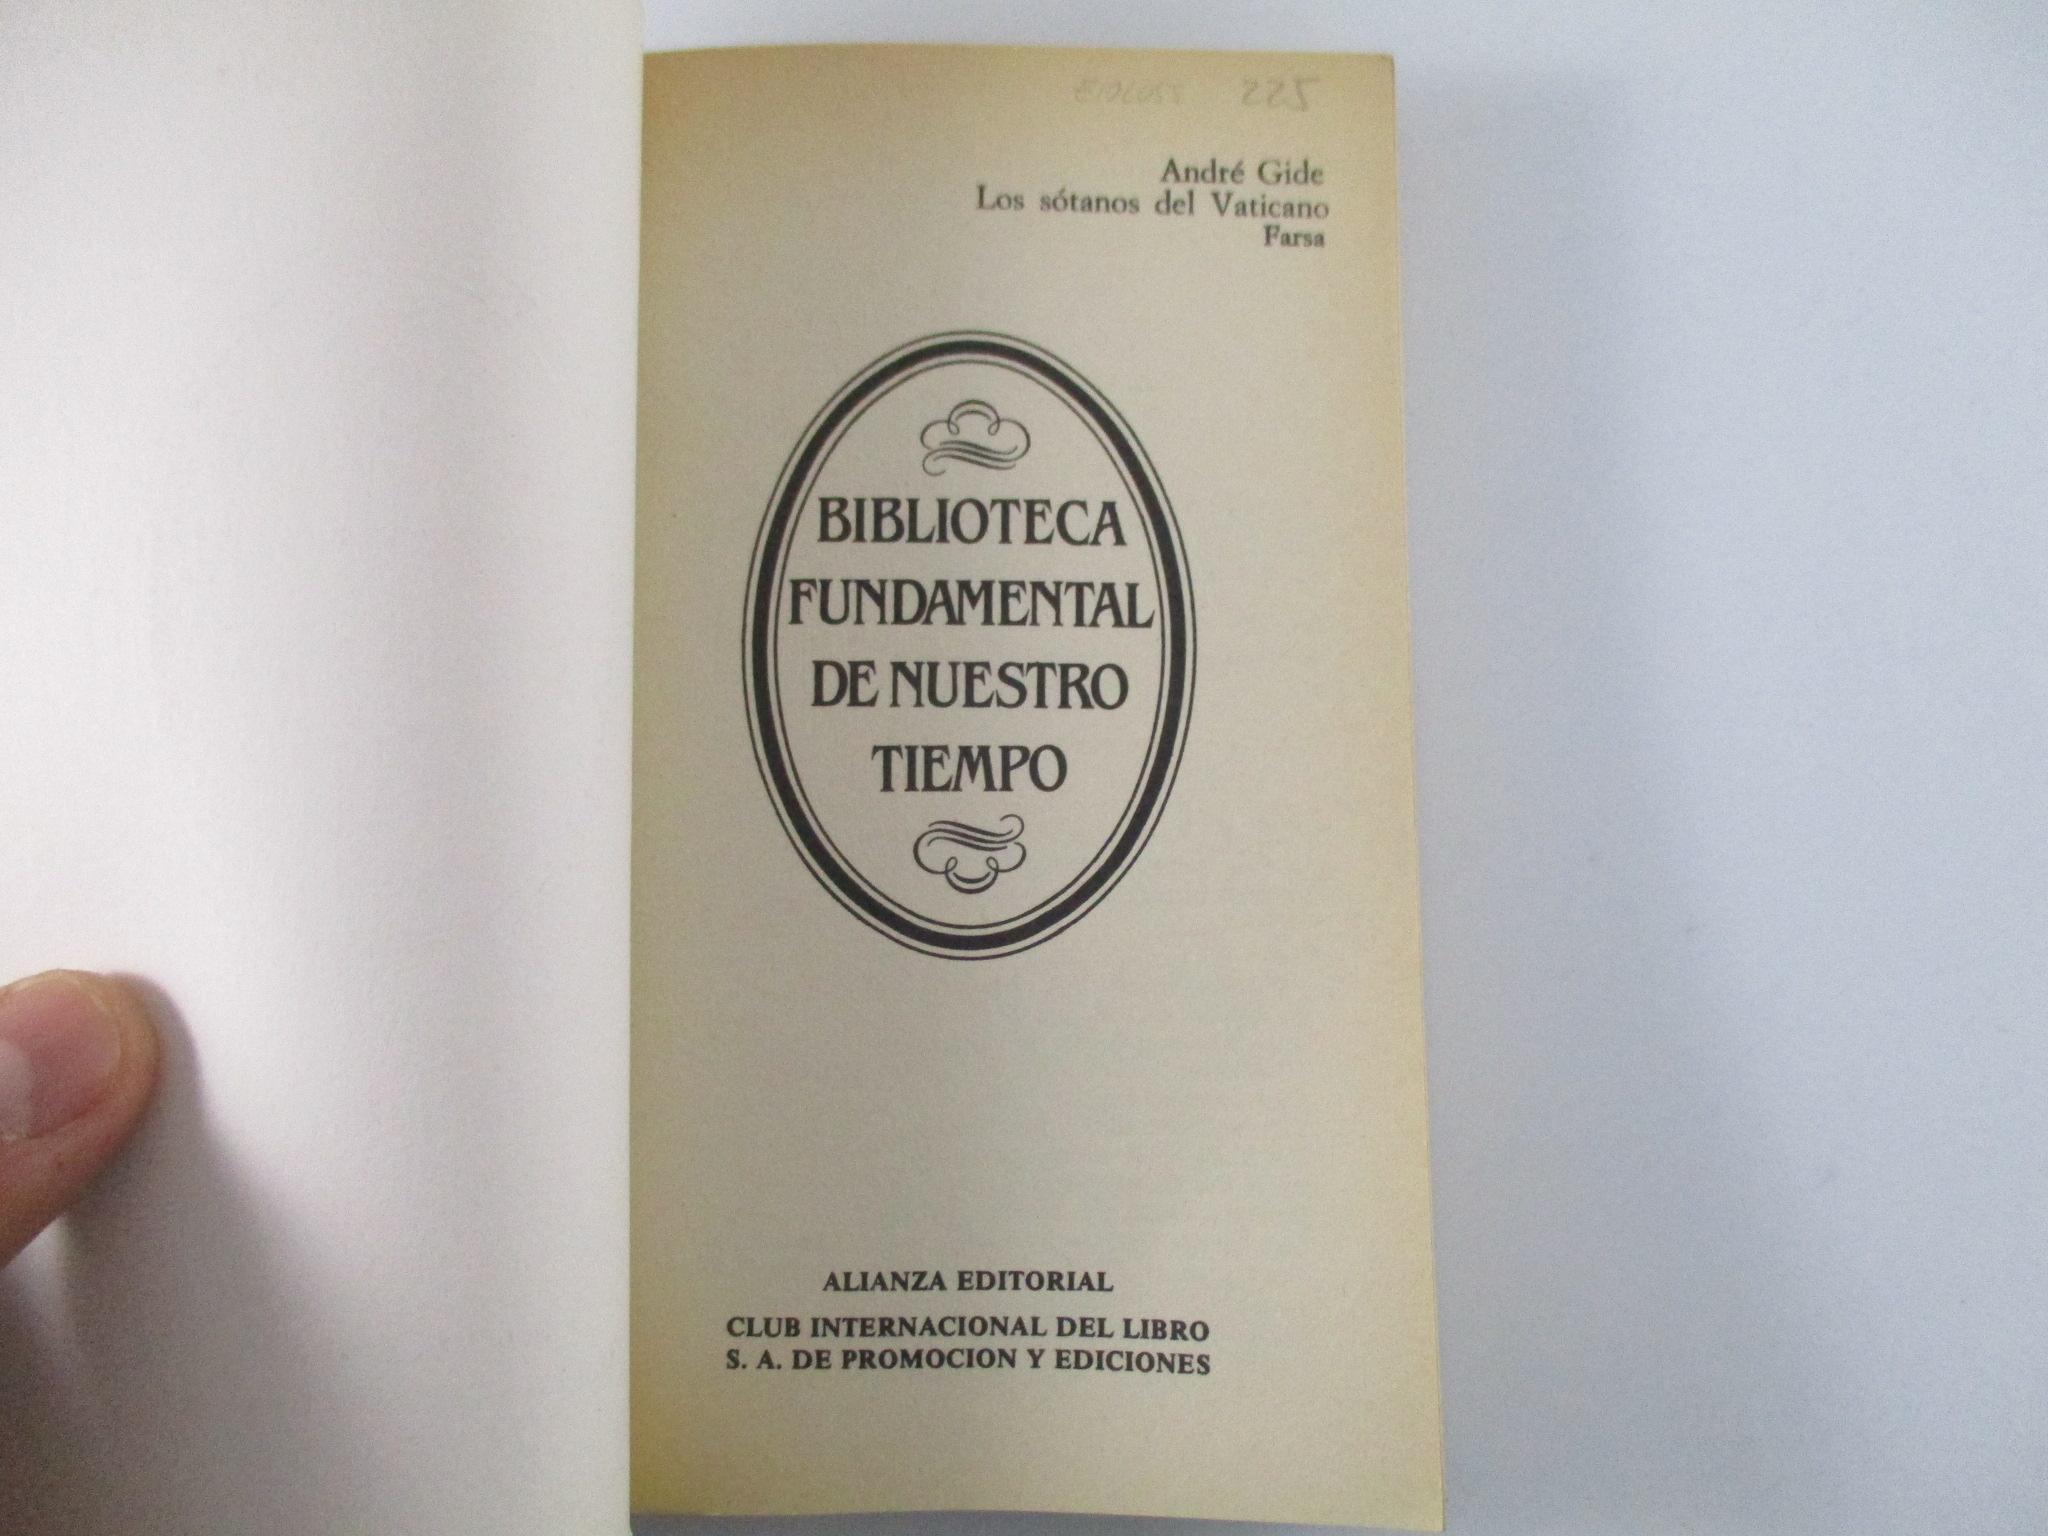 225
André Gide
Los sótanos del Vaticano
Farsa
BIBLIOTECA
FUNDAMENTAL
DE NUESTRO
TIEMPO
ALIANZA EDITORIAL
CLUB INTERNACIONAL DEL LIBRO
S. A. DE PROMOCION Y EDICIONES